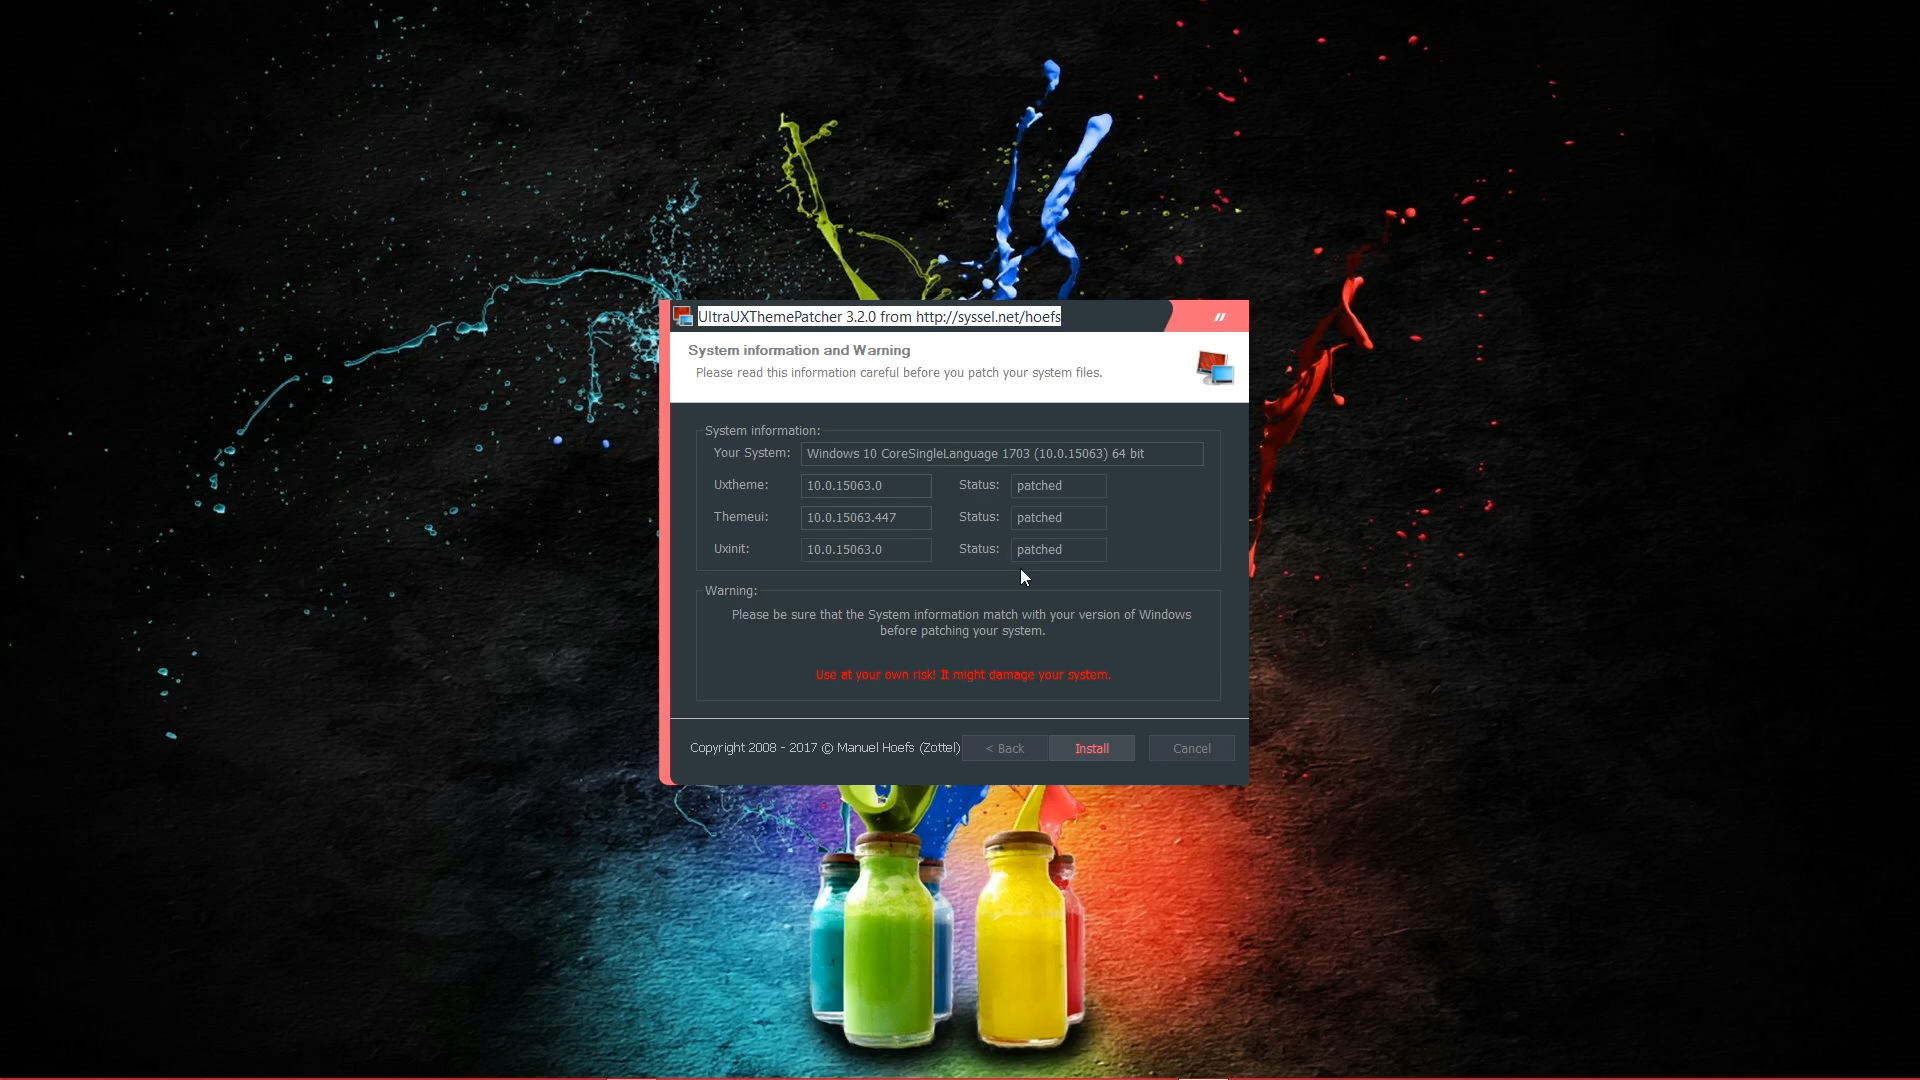 UltraUXThemePatcher 3.2.0 from http://syssel.net/hoefs
System information and Warning
Please read this information careful before you patch your system files.
System information:
Your System: Windows 10 CoreSingleLanguage 1703 (10.0.15063) 64 bit
Uxtheme: 10.0.15063.0 Status: patched
Themeui: 10.0.15063.447 Status: patched
Uxinit: 10.0.15063.0 Status: patched
Warning:
Please be sure that the System information match with your version of Windows
before patching your system.
Use at your own risk! It might damage your system.
Copyright 2008 - 2017 © Manuel Hoefs (Zottel) < Back Install Cancel